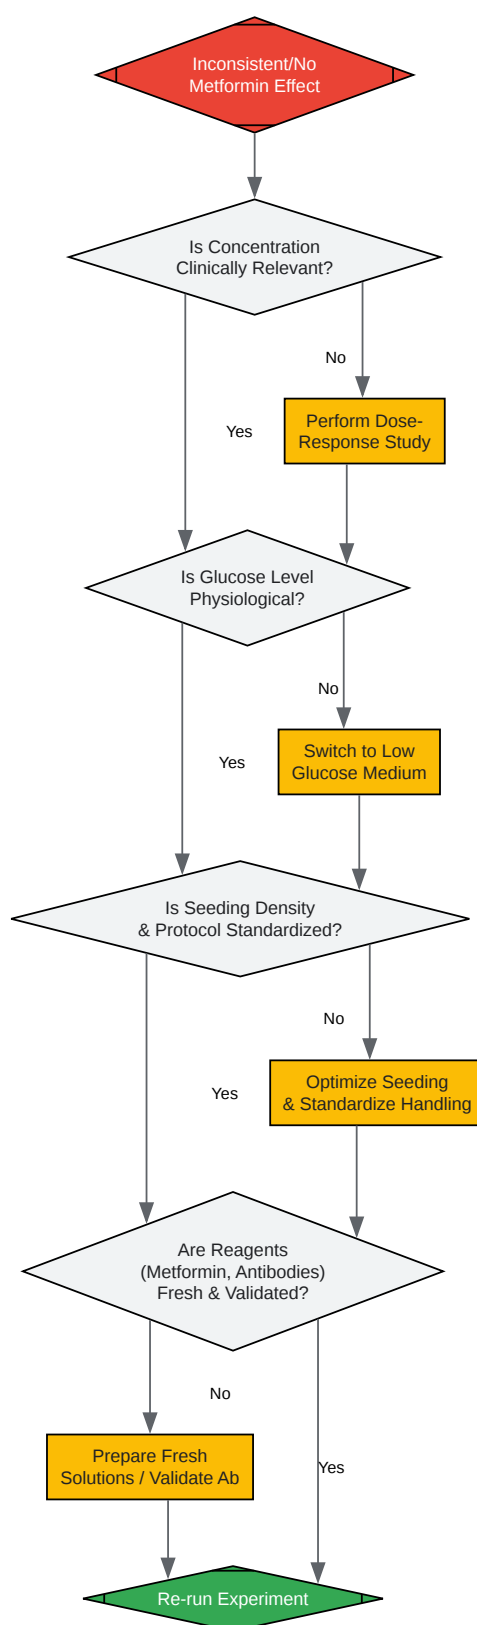 Inconsistent/No
Metformin Effect
Is Concentration
Clinically Relevant?
No
Perform Dose-
Response Study
Yes
Is Glucose Level
Physiological?
No
Switch to Low
Glucose Medium
Yes
Is Seeding Density
& Protocol Standardized?
No
Optimize Seeding
& Standardize Handling
Yes
Are Reagents
(Metformin, Antibodies)
Fresh & Validated?
No
Prepare Fresh
Solutions / Validate Ab
Yes
Re-run Experiment